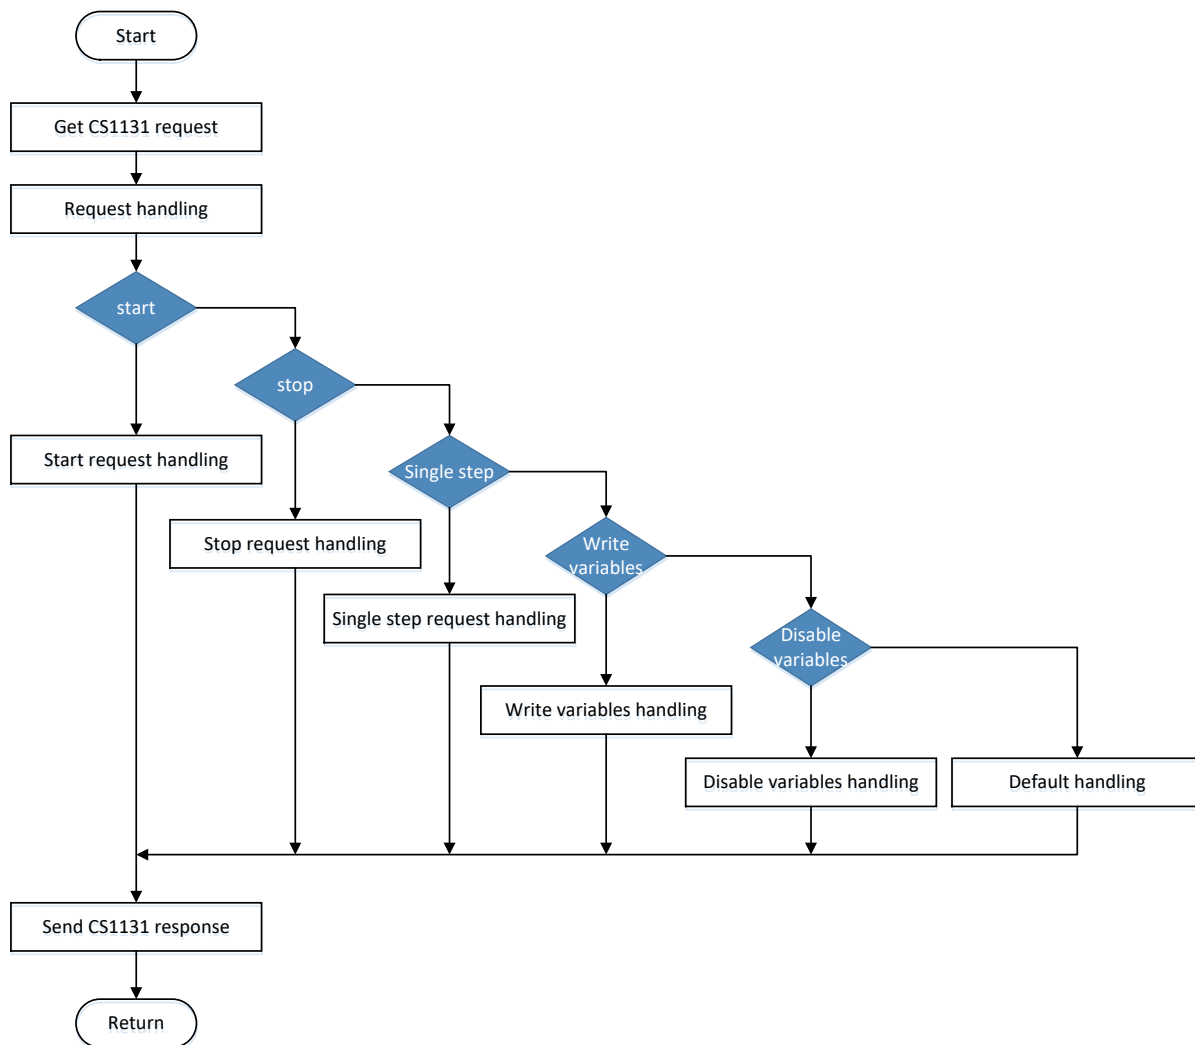 Start
Get CS1131 request
Request handling
start
stop
Start request handling
Single step
Stop request handling
Write
variables
Single step request handling
Disable
variables
Write variables handling
Disable variables handling
Default handling
Send CS1131 response
Return